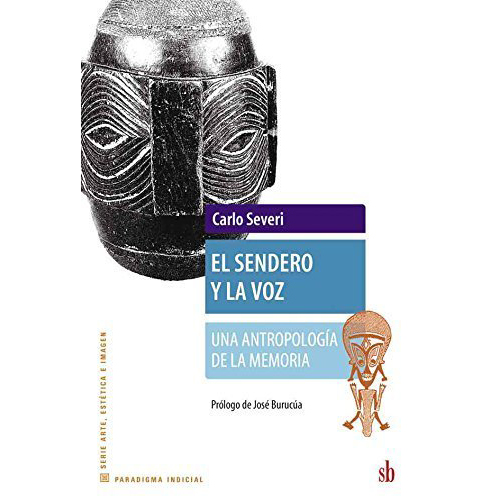 Carlo Severi
EL SENDERO
Y LA VOZ
UNA ANTROPOLOGÍA
DE LA MEMORIA
Prólogo de José Burucúa
SERIE ARTE, ESTÉTICA E IMAGEN
PARADIGMA INDICIAL
sb